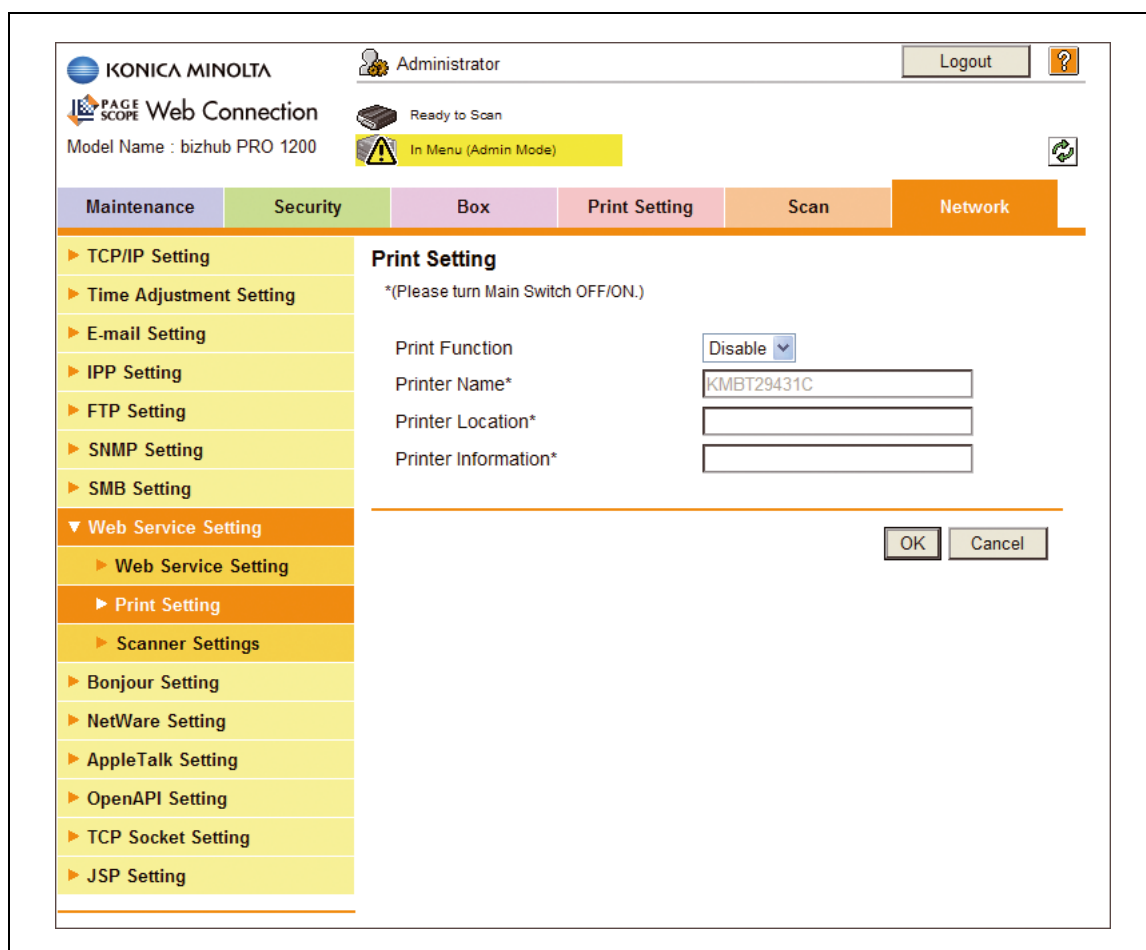 KONICA MINOLTA
Administrator
Logout
?
PAGE SCOPE Web Connection
Ready to Scan
Model Name : bizhub PRO 1200
In Menu (Admin Mode)
Maintenance
Security
Box
Print Setting
Scan
Network
TCP/IP Setting
Time Adjustment Setting
E-mail Setting
IPP Setting
FTP Setting
SNMP Setting
SMB Setting
Web Service Setting
Web Service Setting
Print Setting
Scanner Settings
Bonjour Setting
NetWare Setting
AppleTalk Setting
OpenAPI Setting
TCP Socket Setting
JSP Setting
Print Setting
*(Please turn Main Switch OFF/ON.)
Print Function Disable
Printer Name* KMBT29431C
Printer Location*
Printer Information*
OK Cancel